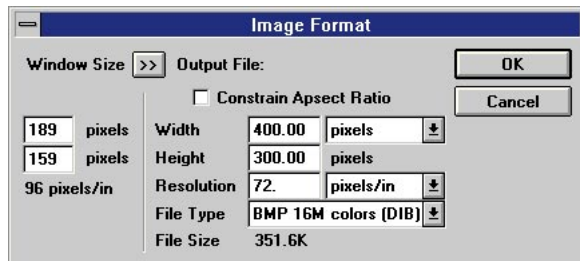 Image Format
Window Size >> Output File:
OK
Constrain Apsect Ratio
Cancel
189 pixels Width 400.00 pixels
159 pixels Height 300.00 pixels
96 pixels/in Resolution 72. pixels/in
File Type BMP 16M colors (DIB)
File Size 351.6K